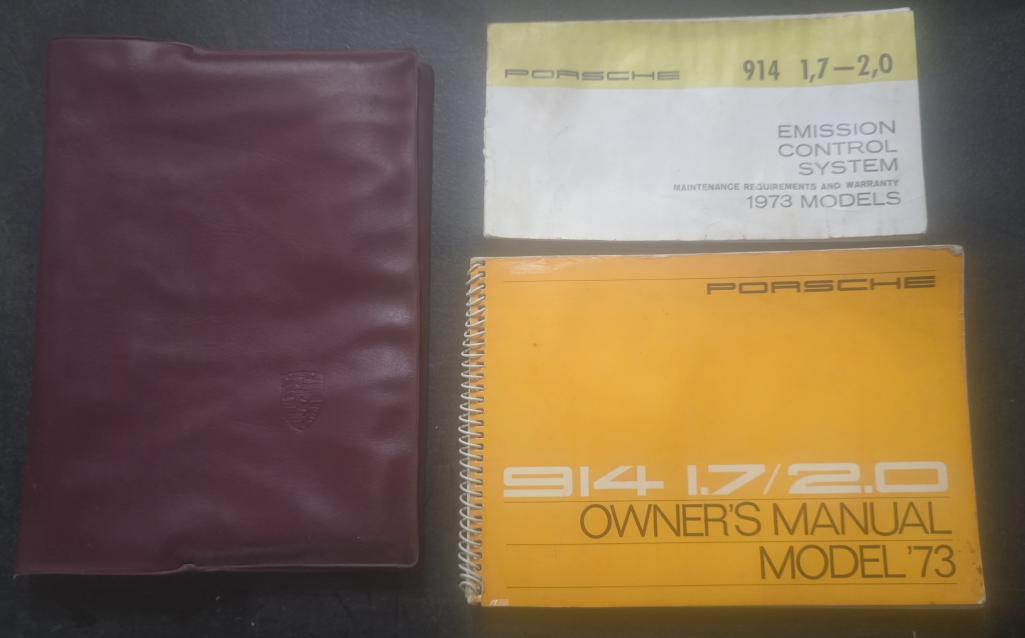 PORSCHE 914 1,7—2,0
EMISSION
CONTROL
SYSTEM
MAINTENANCE REQUIREMENTS AND WARRANTY
1973 MODELS
PORSCHE
914 1.7/2.0
OWNER'S MANUAL
MODEL '73